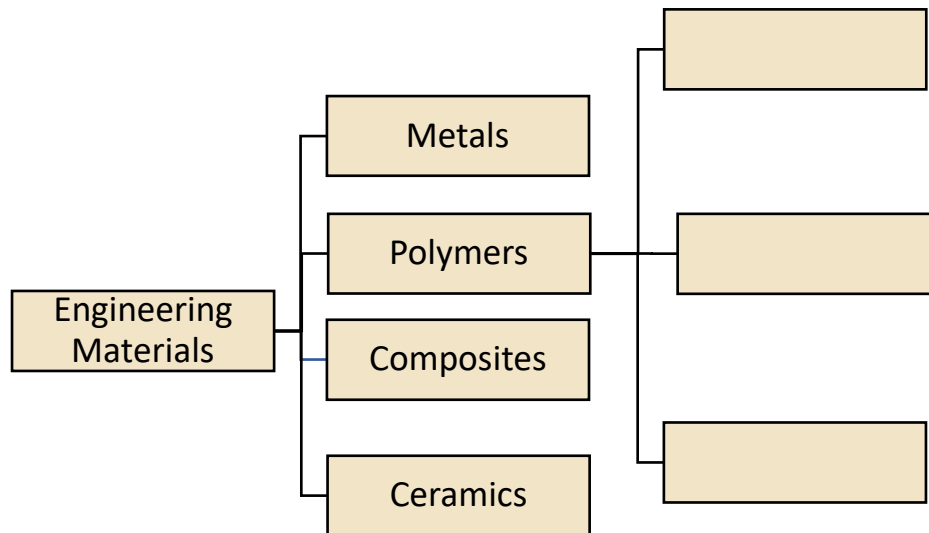 Metals
Polymers
Engineering
Materials
Composites
Ceramics